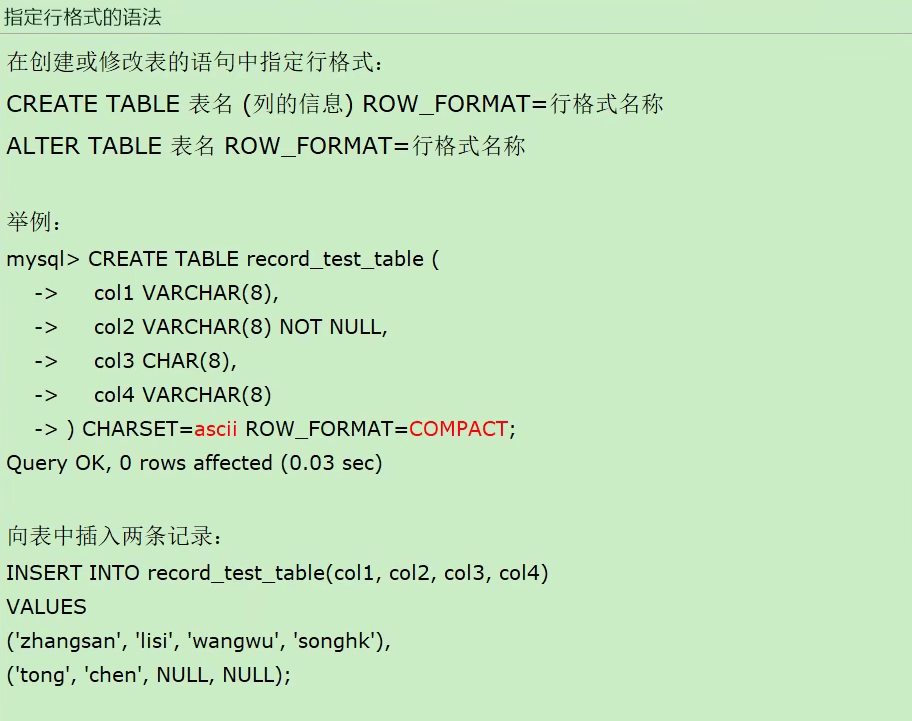 指定行格式的语法
在创建或修改表的语句中指定行格式：
CREATE TABLE 表名 (列的信息) ROW_FORMAT=行格式名称
ALTER TABLE 表名 ROW_FORMAT=行格式名称
举例：
mysql> CREATE TABLE record_test_table (
-> col1 VARCHAR(8),
-> col2 VARCHAR(8) NOT NULL,
-> col3 CHAR(8),
-> col4 VARCHAR(8)
-> ) CHARSET=ascii ROW_FORMAT=COMPACT;
Query OK, 0 rows affected (0.03 sec)
向表中插入两条记录：
INSERT INTO record_test_table(col1, col2, col3, col4)
VALUES
('zhangsan', 'lisi', 'wangwu', 'songhk'),
('tong', 'chen', NULL, NULL);